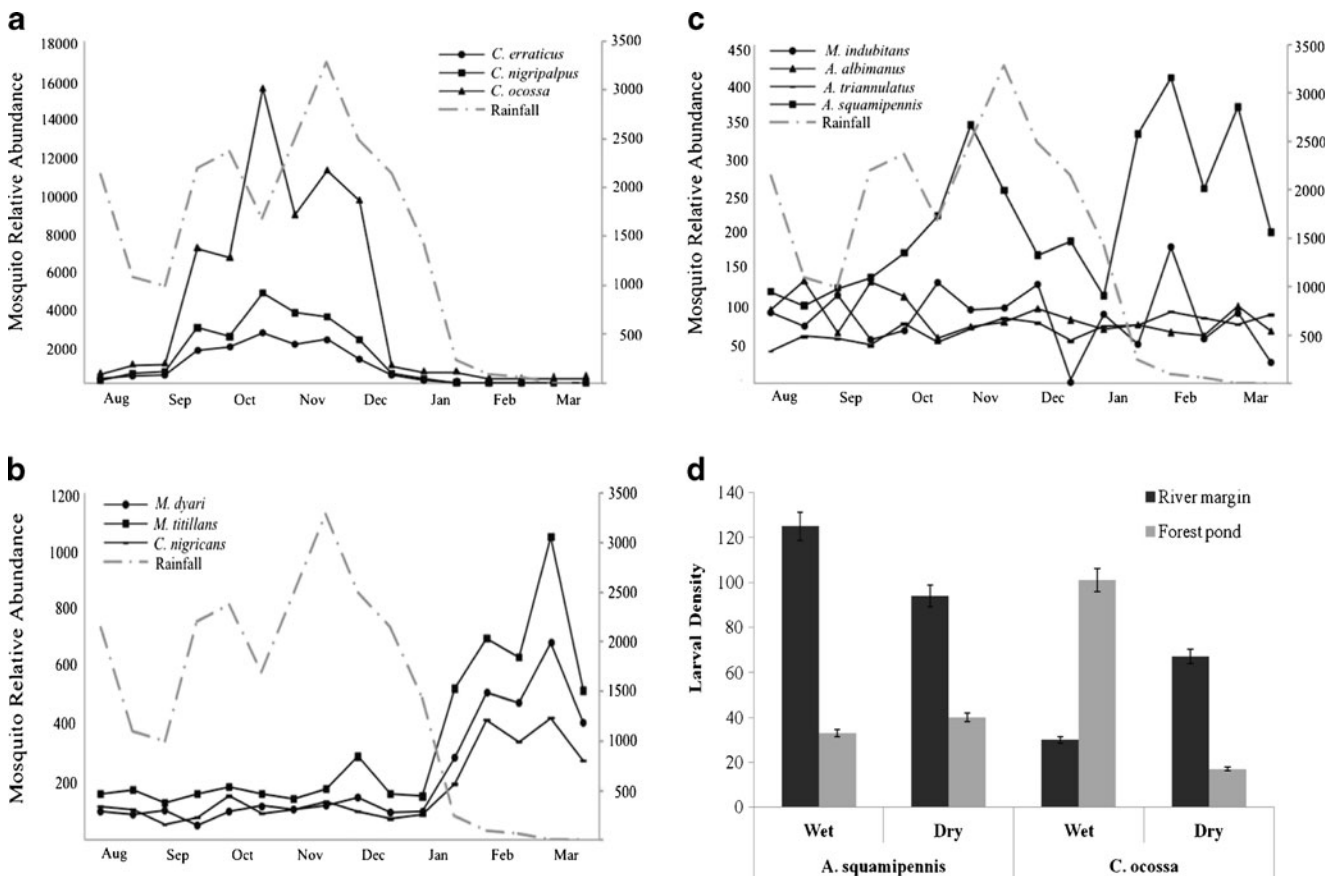 a
18000
16000
14000
12000
10000
8000
6000
4000
2000
Mosquito Relative Abundance
C. erraticus
C. nigripalpus
C. ocossa
Rainfall
3500
3000
2500
2000
1500
1000
500
Aug Sep Oct Nov Dec Jan Feb Mar
c
450
400
350
300
250
200
150
100
50
Mosquito Relative Abundance
M. indubitans
A. albimanus
A. triannulatus
A. squamipennis
Rainfall
3500
3000
2500
2000
1500
1000
500
0
Aug Sep Oct Nov Dec Jan Feb Mar
b
1200
1000
800
600
400
200
Mosquito Relative Abundance
M. dyari
M. titillans
C. nigricans
Rainfall
3500
3000
2500
2000
1500
1000
500
0
Aug Sep Oct Nov Dec Jan Feb Mar
d
140
120
100
80
60
40
20
0
Larval Density
River margin
Forest pond
Wet Dry Wet Dry
A. squamipennis C. ocossa